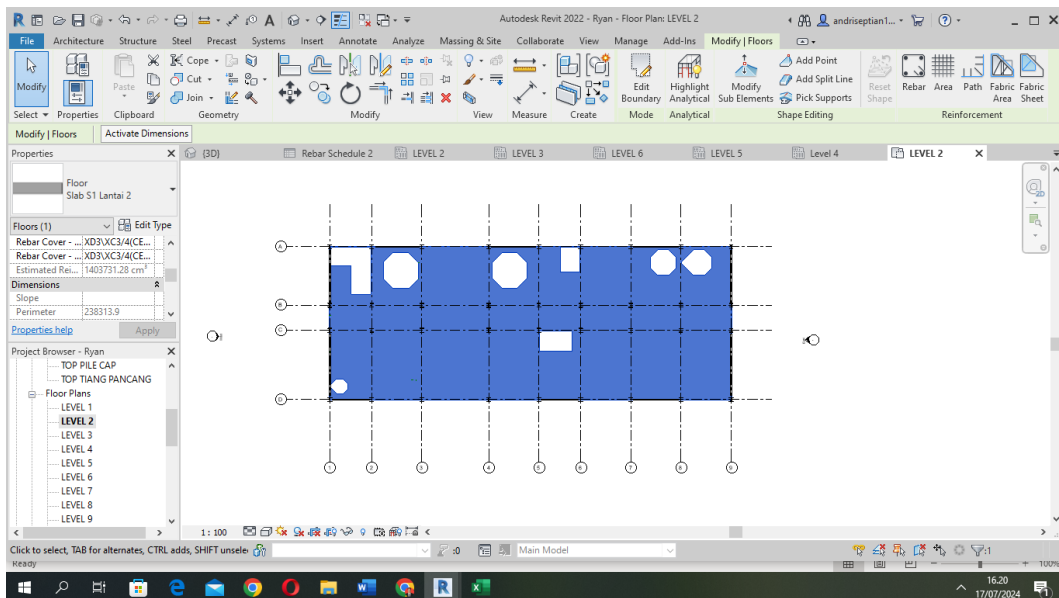 Autodesk Revit 2022 - Ryan - Floor Plan: LEVEL 2
andriseptian1...
File Architecture Structure Steel Precast Systems Insert Annotate Analyze Massing & Site Collaborate View Manage Add-Ins Modify | Floors
Modify
Paste
Cope
Cut
Join
Edit Boundary
Highlight Analytical
Modify Sub Elements
Add Point
Add Split Line
Pick Supports
Reset Shape
Rebar
Area
Path
Fabric Area
Fabric Sheet
Select Properties Clipboard Geometry Modify View Measure Create Mode Analytical Shape Editing Reinforcement
Modify | Floors Activate Dimensions
Properties
{3D} Rebar Schedule 2 LEVEL 2 LEVEL 3 LEVEL 6 LEVEL 5 Level 4 LEVEL 2
Floor
Slab S1 Lantai 2
Floors (1) Edit Type
Rebar Cover - ... XD3\XC3/4(CE...
Rebar Cover - ... XD3\XC3/4(CE...
Estimated Rei... 1403731.28 cm³
Dimensions
Slope
Perimeter 238313.9
Properties help Apply
Project Browser - Ryan
TOP PILE CAP
TOP TIANG PANCANG
Floor Plans
LEVEL 1
LEVEL 2
LEVEL 3
LEVEL 4
LEVEL 5
LEVEL 6
LEVEL 7
LEVEL 8
LEVEL 9
A
B
C
D
1 2 3 4 5 6 7 8 9
1 : 100
Click to select, TAB for alternates, CTRL adds, SHIFT unsele
:0
Main Model
:1
Ready
100%
16.20
17/07/2024